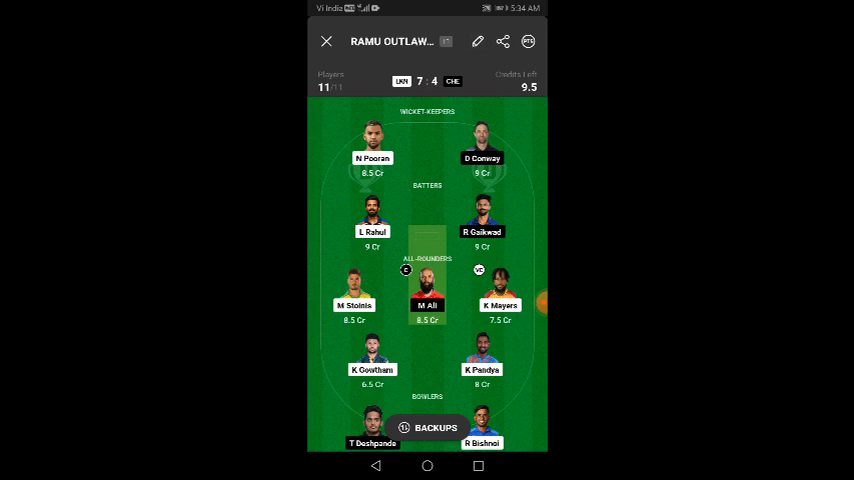 Vi India 5:34 AM
RAMU OUTLAW...
PTS
Players
Credits Left
11/11
LKN 7 : 4 CHE
9.5
WICKET-KEEPERS
N Pooran D Conway
8.5 Cr 9 Cr
BATTERS
L Rahul R Gaikwad
9 Cr 9 Cr
ALL-ROUNDERS
C VC
M Stoinis M Ali K Mayers
8.5 Cr 8.5 Cr 7.5 Cr
K Gowtham K Pandya
6.5 Cr 8 Cr
BOWLERS
BACKUPS
T Deshpande R Bishnoi